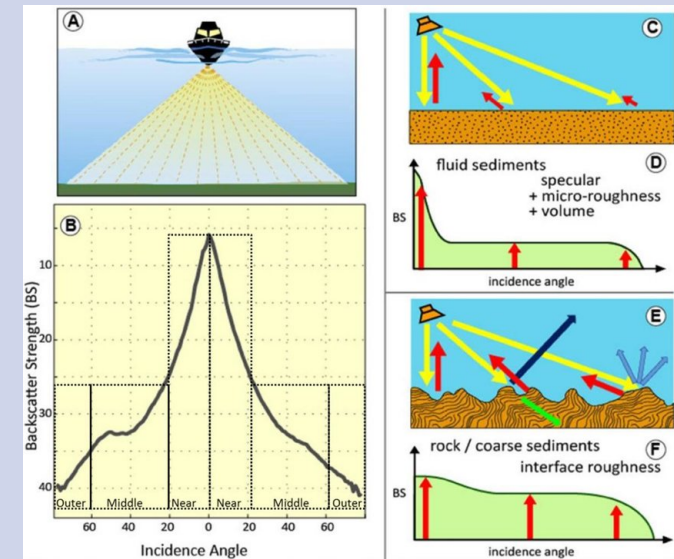 A
B
Backscatter Strength (BS)
10
20
30
40
Outer Middle Near Near Middle Outer
60 40 20 0 20 40 60
Incidence Angle
C
D
fluid sediments
specular
+ micro-roughness
+ volume
BS
incidence angle
E
F
rock / coarse sediments
interface roughness
BS
incidence angle